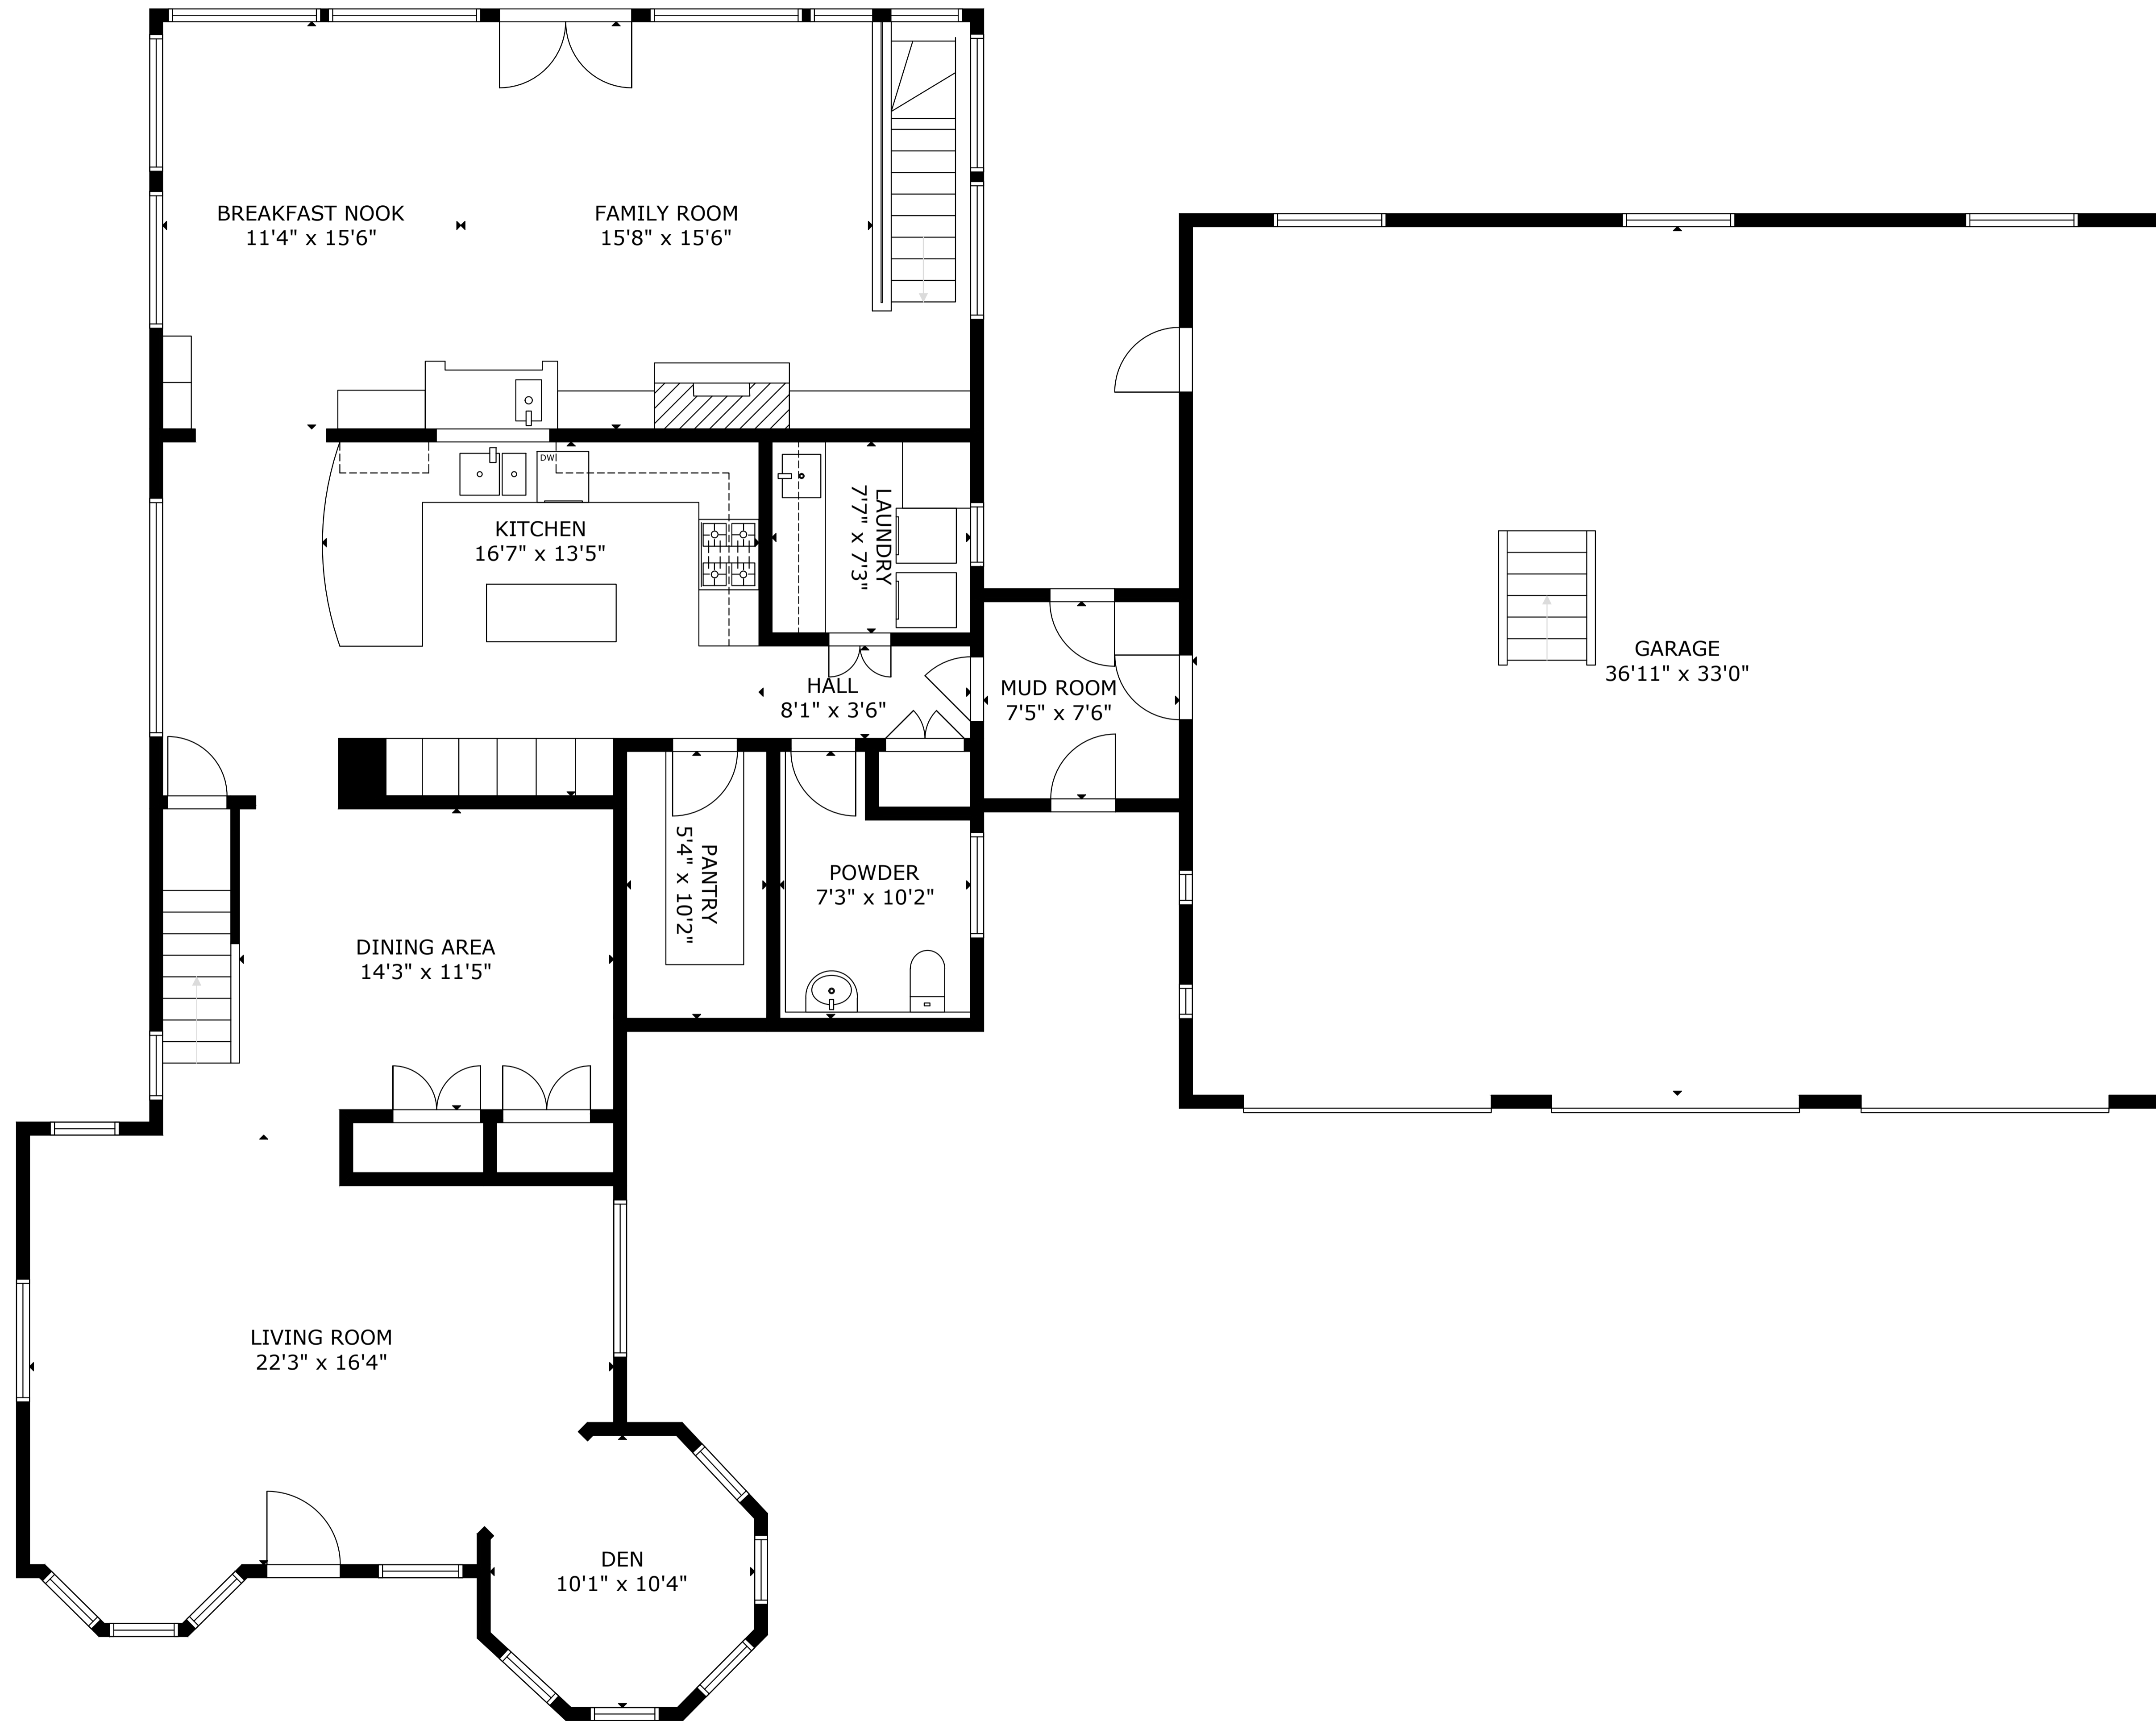 BREAKFAST NOOK
11'4" x 15'6"
FAMILY ROOM
15'8" x 15'6"
DW
KITCHEN
16'7" x 13'5"
LAUNDRY
7'7" x 7'3"
HALL
8'1" x 3'6"
MUD ROOM
7'5" x 7'6"
GARAGE
36'11" x 33'0"
PANTRY
5'4" x 10'2"
POWDER
7'3" x 10'2"
DINING AREA
14'3" x 11'5"
LIVING ROOM
22'3" x 16'4"
DEN
10'1" x 10'4"